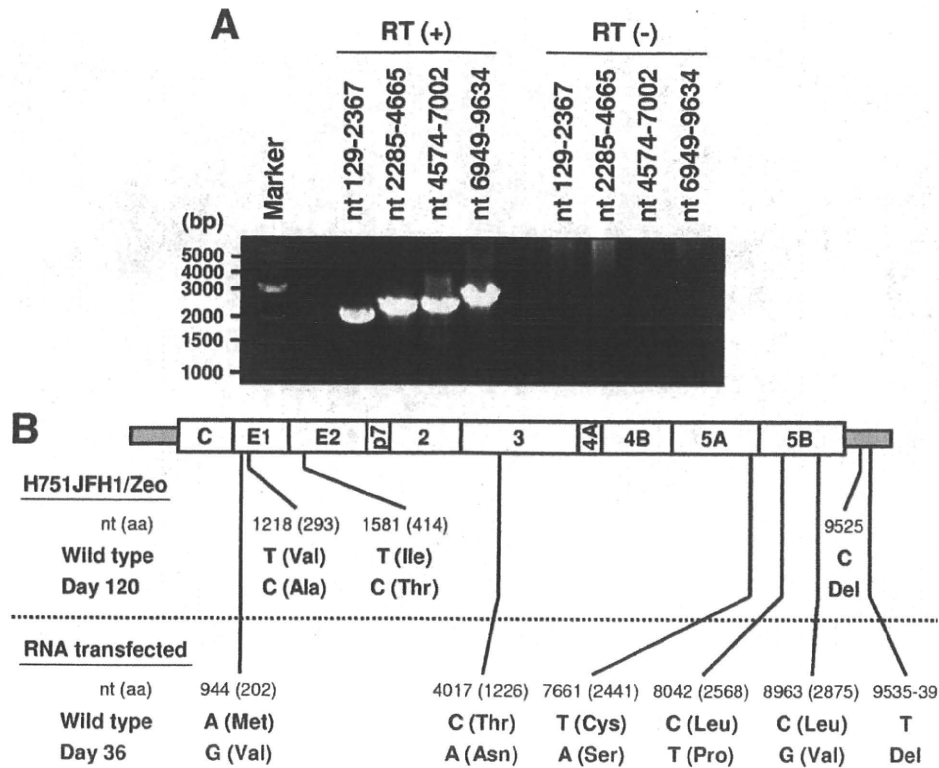 A
RT (+) RT (-)
Marker nt 129-2367 nt 2285-4665 nt 4574-7002 nt 6949-9634 nt 129-2367 nt 2285-4665 nt 4574-7002 nt 6949-9634
(bp)
5000
4000
3000
2000
1500
1000
B
C E1 E2 p7 2 3 4A 4B 5A 5B
H751JFH1/Zeo
nt (aa) 1218 (293) 1581 (414) 9525
Wild type T (Val) T (Ile) C
Day 120 C (Ala) C (Thr) Del
RNA transfected
nt (aa) 944 (202) 4017 (1226) 7661 (2441) 8042 (2568) 8963 (2875) 9535-39
Wild type A (Met) C (Thr) T (Cys) C (Leu) C (Leu) T
Day 36 G (Val) A (Asn) A (Ser) T (Pro) G (Val) Del